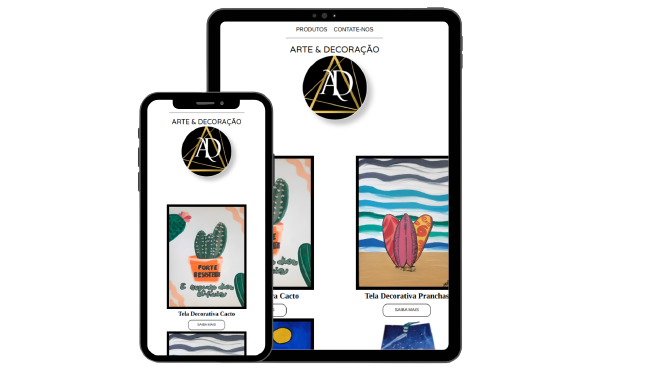 PRODUTOS CONTATE-NOS
ARTE & DECORAÇÃO
AD
Tela Decorativa Pranchas
SAIBA MAIS
va Cacto
ARTE & DECORAÇÃO
AD
FORTE
RESISTENTE
Tela Decorativa Cacto
SAIBA MAIS